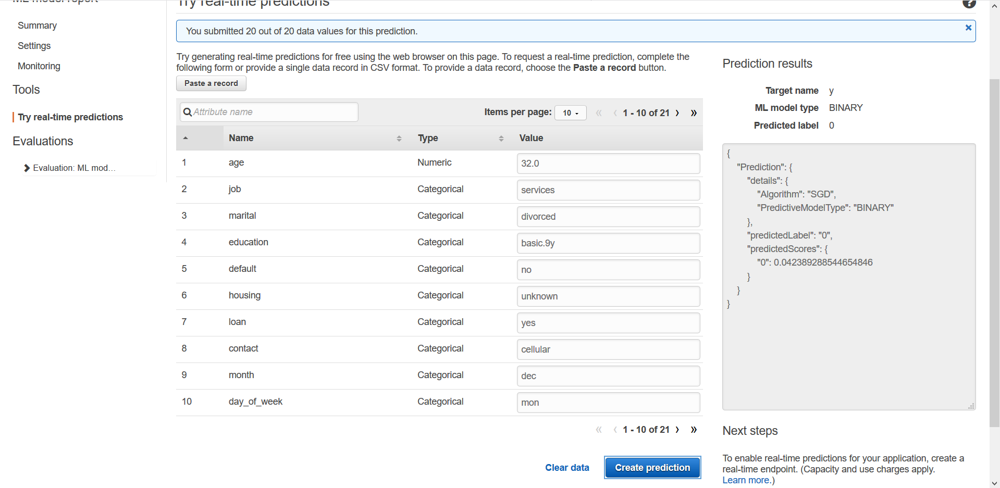 ML model report
Summary
Settings
Monitoring
Tools
Try real-time predictions
Evaluations
Evaluation: ML mod...
Try real-time predictions
?
You submitted 20 out of 20 data values for this prediction.
Try generating real-time predictions for free using the web browser on this page. To request a real-time prediction, complete the
following form or provide a single data record in CSV format. To provide a data record, choose the Paste a record button.
Paste a record
Attribute name
Items per page: 10 « ‹ 1 - 10 of 21 › »
Name Type Value
1 age Numeric 32.0
2 job Categorical services
3 marital Categorical divorced
4 education Categorical basic.9y
5 default Categorical no
6 housing Categorical unknown
7 loan Categorical yes
8 contact Categorical cellular
9 month Categorical dec
10 day_of_week Categorical mon
« ‹ 1 - 10 of 21 › »
Clear data
Create prediction
Prediction results
Target name y
ML model type BINARY
Predicted label 0
{
"Prediction": {
"details": {
"Algorithm": "SGD",
"PredictiveModelType": "BINARY"
},
"predictedLabel": "0",
"predictedScores": {
"0": 0.042389288544654846
}
}
}
Next steps
To enable real-time predictions for your application, create a
real-time endpoint. (Capacity and use charges apply.
Learn more.)